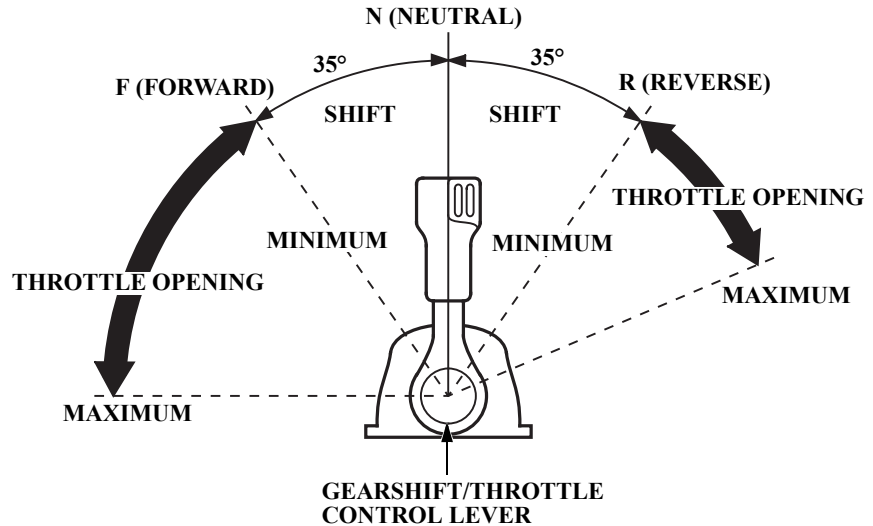 N (NEUTRAL)
35°
35°
F (FORWARD)
R (REVERSE)
SHIFT
SHIFT
THROTTLE OPENING
MINIMUM
MINIMUM
THROTTLE OPENING
MAXIMUM
MAXIMUM
GEARSHIFT/THROTTLE
CONTROL LEVER